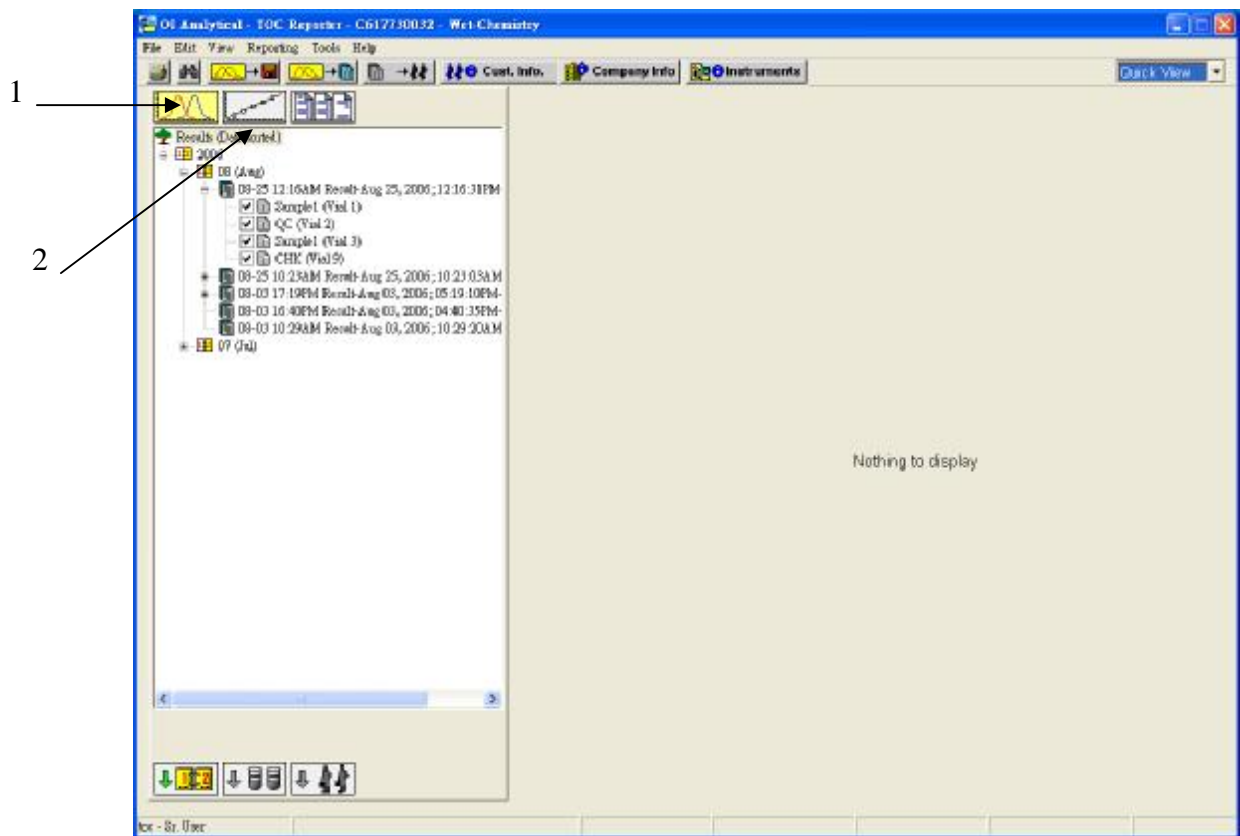 OI Analytical - TOC Reporter - C617730032 - Wet-Chemistry
File Edit View Reporting Tools Help
Cust. Info. Company Info Instruments Quick View
1
Results (Date sorted)
2006
08 (Aug)
08-25 12:16AM Result-Aug 25, 2006;12:16:31PM-
Sample1 (Vial 1)
QC (Vial 2)
Sample1 (Vial 3)
CHK (Vial 9)
2
08-25 10:23AM Result-Aug 25, 2006;10:23:03AM
08-03 17:19PM Result-Aug 03, 2006;05:19:10PM-
08-03 16:40PM Result-Aug 03, 2006;04:40:35PM-
08-03 10:29AM Result-Aug 03, 2006;10:29:20AM
07 (Jul)
Nothing to display
tor - Sr. User